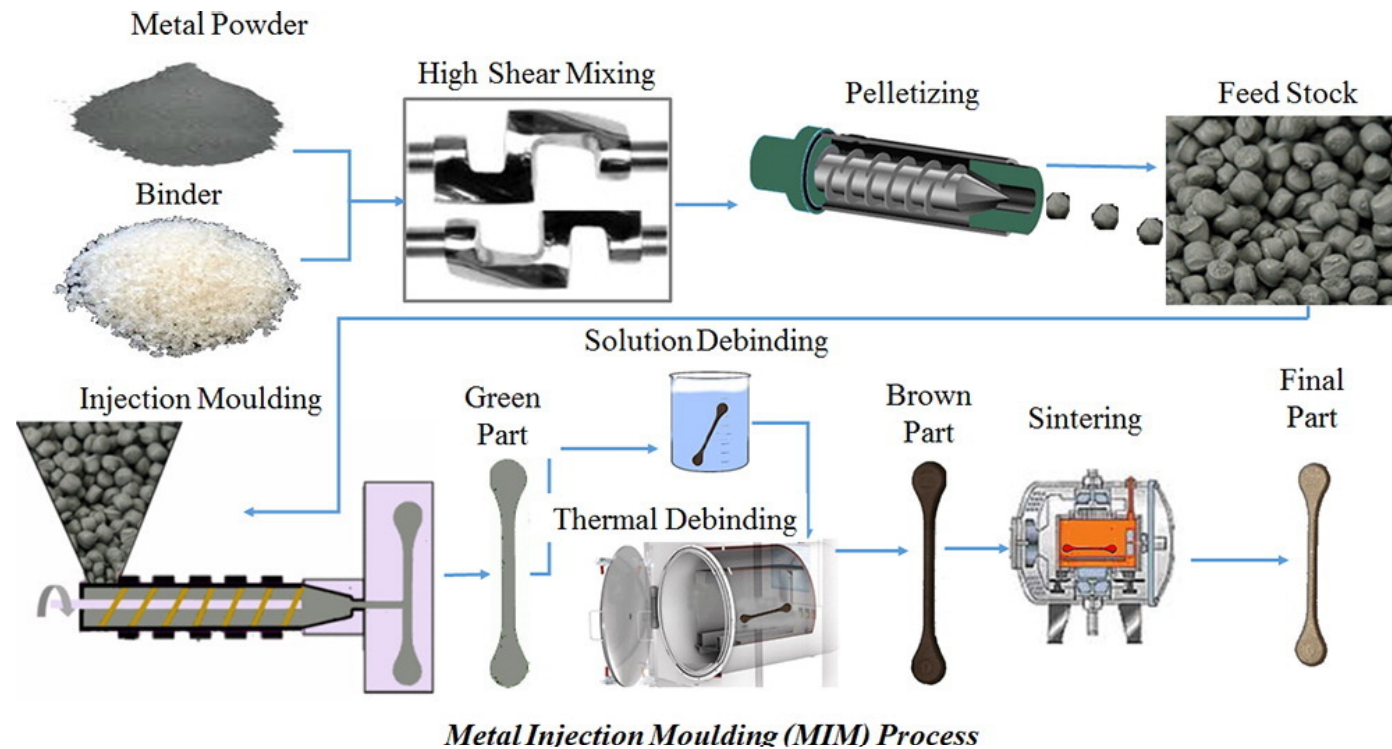 Metal Powder
High Shear Mixing
Pelletizing
Feed Stock
Binder
Solution Debinding
Injection Moulding
Green
Part
Brown
Part
Sintering
Final
Part
Thermal Debinding
Metal Injection Moulding (MIM) Process